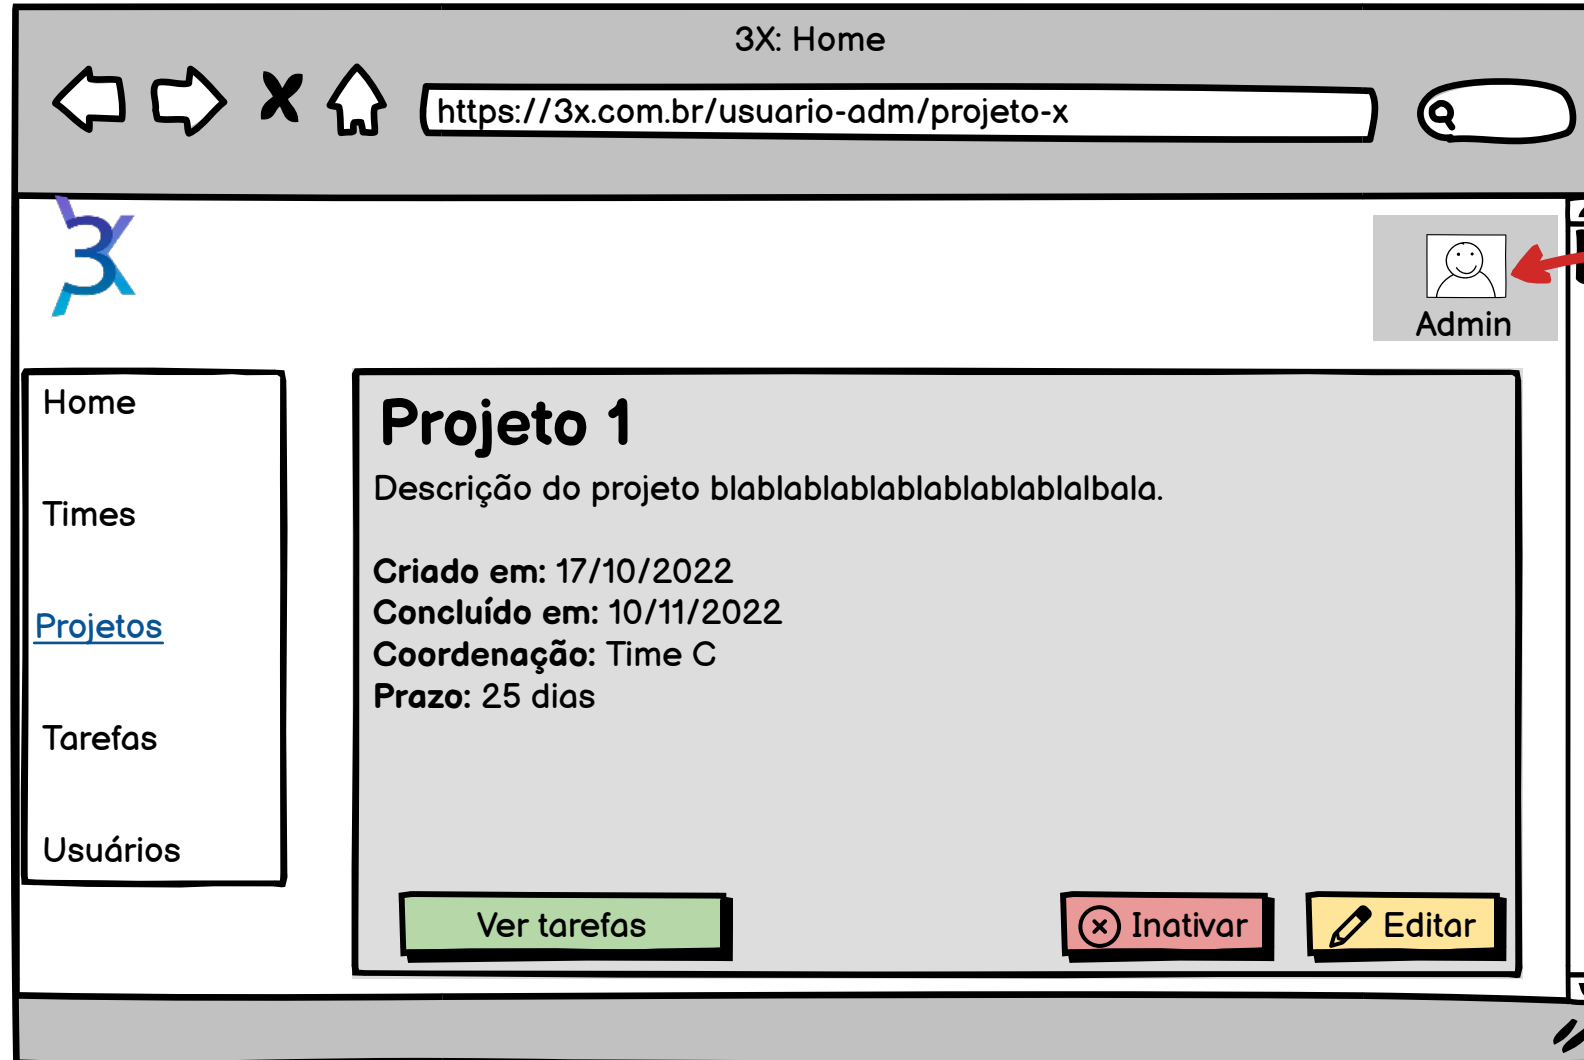 3X: Home
https://3x.com.br/usuario-adm/projeto-x
3X
Admin
Home
Times
Projetos
Tarefas
Usuários
Projeto 1
Descrição do projeto blablablablablablablablalbala.
Criado em: 17/10/2022
Concluído em: 10/11/2022
Coordenação: Time C
Prazo: 25 dias
Ver tarefas
Inativar
Editar